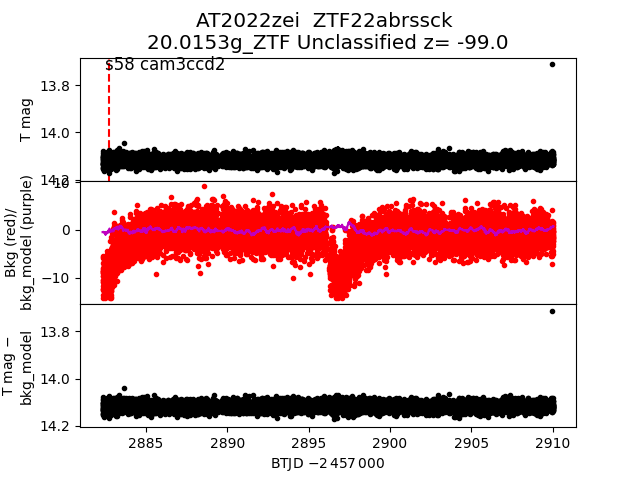 AT2022zei  ZTF22abrssck
20.0153g_ZTF Unclassified z= -99.0
s58 cam3ccd2
13.8
14.0
14.2
T mag
10
0
−10
Bkg (red)/
bkg_model (purple)
13.8
14.0
14.2
T mag −
bkg_model
2885 2890 2895 2900 2905 2910
BTJD −2 457 000